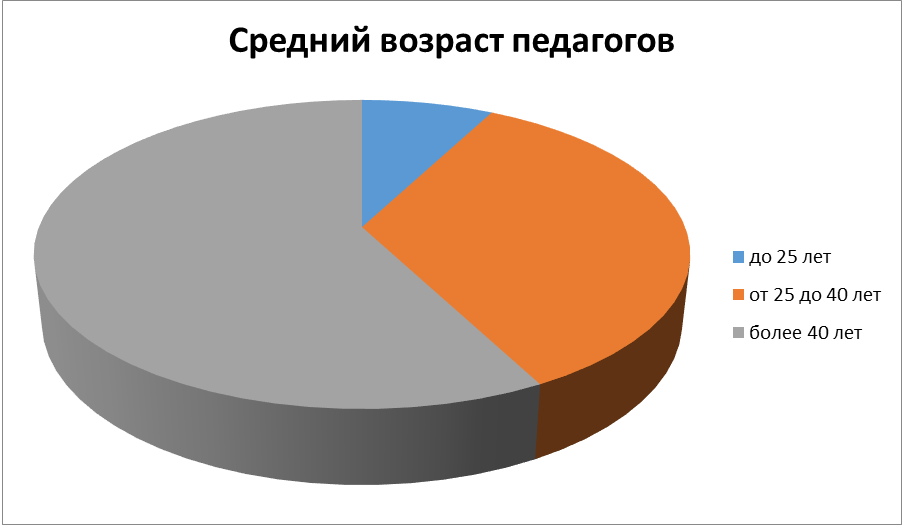 Средний возраст педагогов
до 25 лет
от 25 до 40 лет
более 40 лет